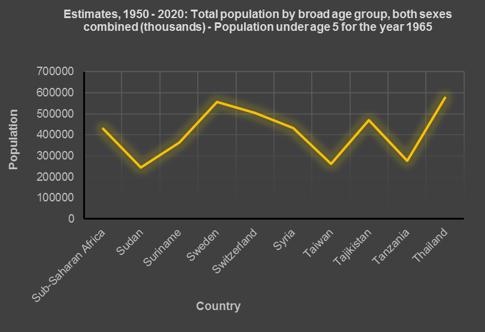 Estimates, 1950 - 2020: Total population by broad age group, both sexes
combined (thousands) - Population under age 5 for the year 1965
700000
600000
500000
400000
300000
200000
100000
0
Population
Sub-Saharan Africa
Sudan
Suriname
Sweden
Switzerland
Syria
Taiwan
Tajikistan
Tanzania
Thailand
Country